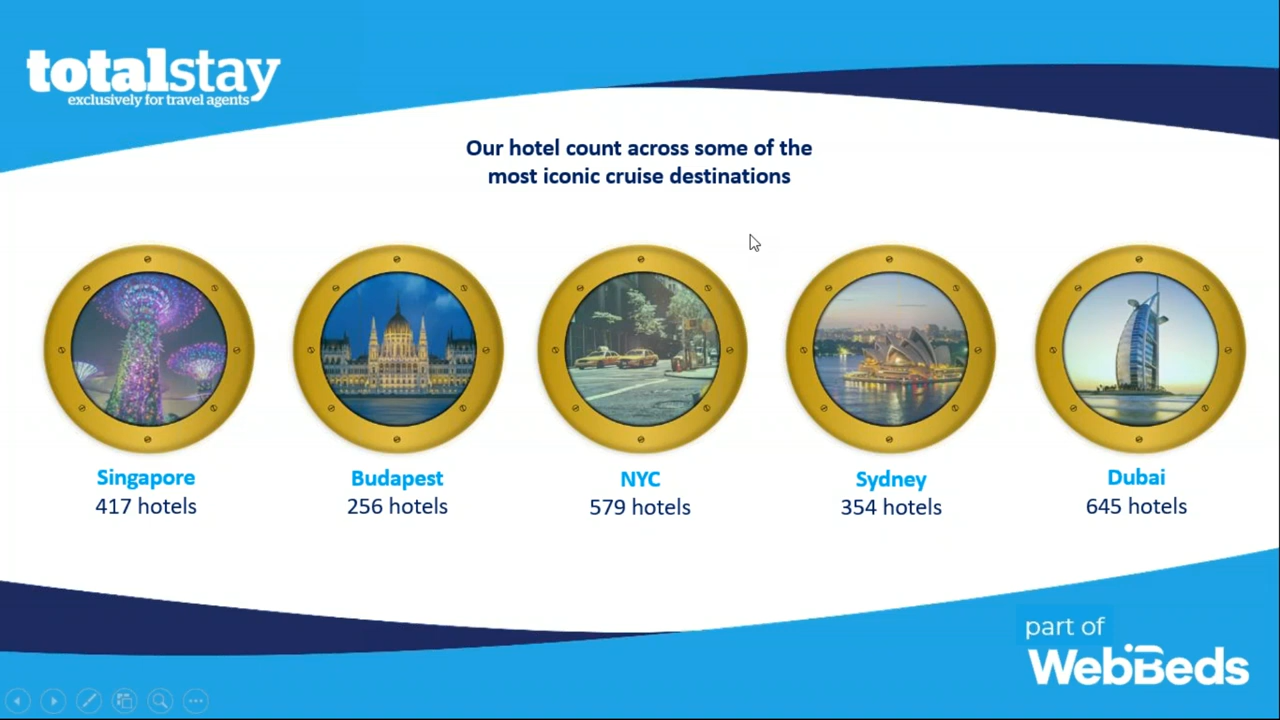 totalstay
exclusively for travel agents
Our hotel count across some of the
most iconic cruise destinations
Singapore
417 hotels
Budapest
256 hotels
NYC
579 hotels
Sydney
354 hotels
Dubai
645 hotels
part of
WebBeds